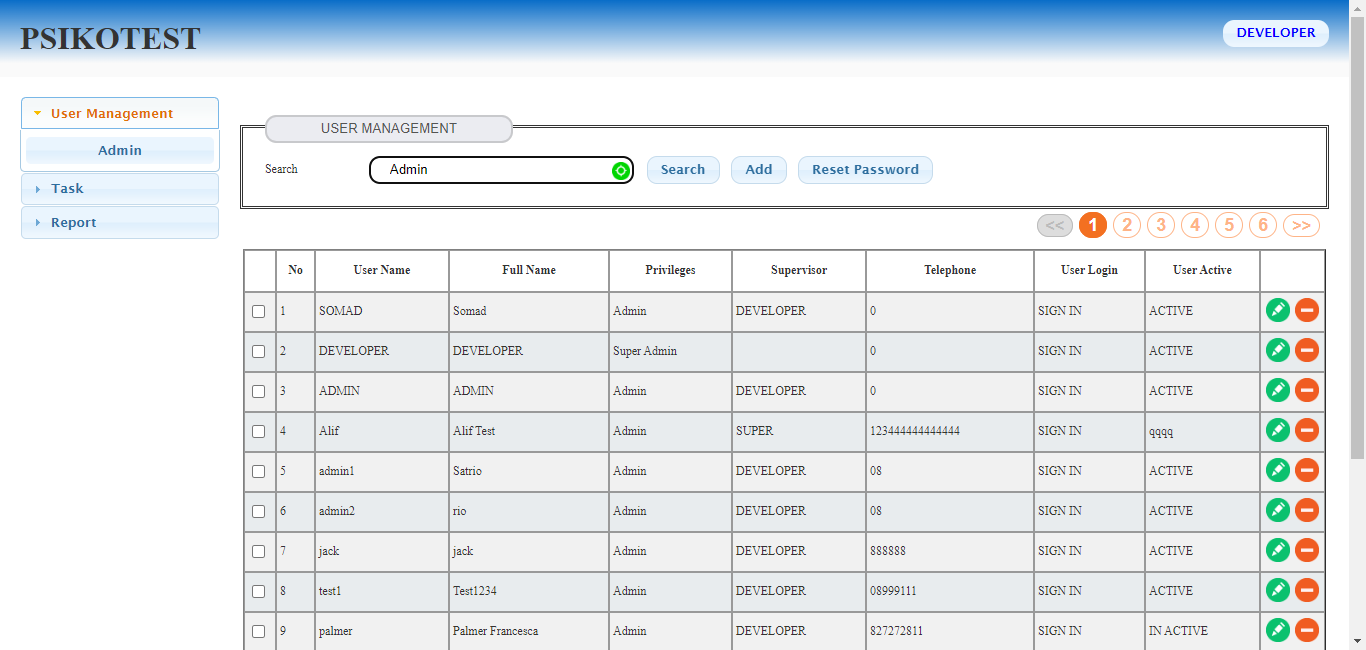 PSIKOTEST
DEVELOPER
User Management
Admin
Task
Report
USER MANAGEMENT
Search Admin Search Add Reset Password
<< 1 2 3 4 5 6 >>
No User Name Full Name Privileges Supervisor Telephone User Login User Active
1 SOMAD Somad Admin DEVELOPER 0 SIGN IN ACTIVE
2 DEVELOPER DEVELOPER Super Admin 0 SIGN IN ACTIVE
3 ADMIN ADMIN Admin DEVELOPER 0 SIGN IN ACTIVE
4 Alif Alif Test Admin SUPER 123444444444444 SIGN IN qqqq
5 admin1 Satrio Admin DEVELOPER 08 SIGN IN ACTIVE
6 admin2 rio Admin DEVELOPER 08 SIGN IN ACTIVE
7 jack jack Admin DEVELOPER 888888 SIGN IN ACTIVE
8 test1 Test1234 Admin DEVELOPER 08999111 SIGN IN ACTIVE
9 palmer Palmer Francesca Admin DEVELOPER 827272811 SIGN IN IN ACTIVE